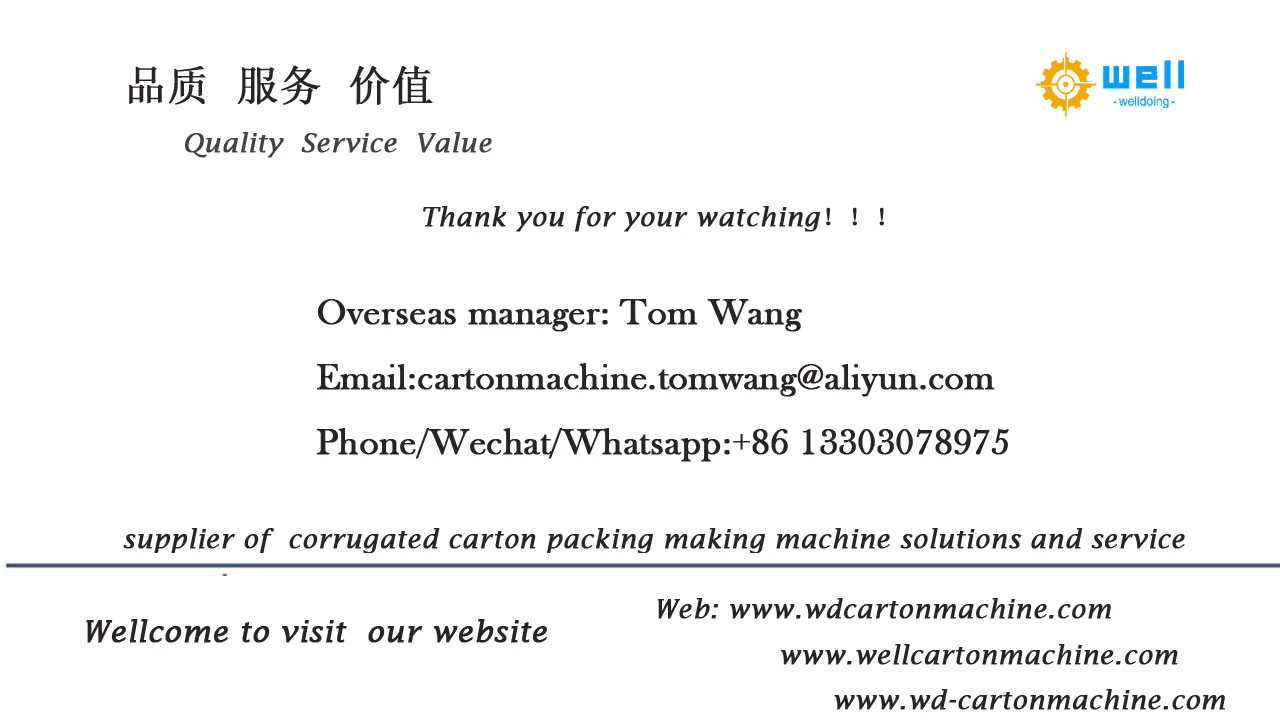 品质 服务 价值
well
-welldoing-
Quality Service Value
Thank you for your watching！！！
Overseas manager: Tom Wang
Email:cartonmachine.tomwang@aliyun.com
Phone/Wechat/Whatsapp:+86 13303078975
supplier of corrugated carton packing making machine solutions and service
Wellcome to visit our website
Web: www.wdcartonmachine.com
www.wellcartonmachine.com
www.wd-cartonmachine.com